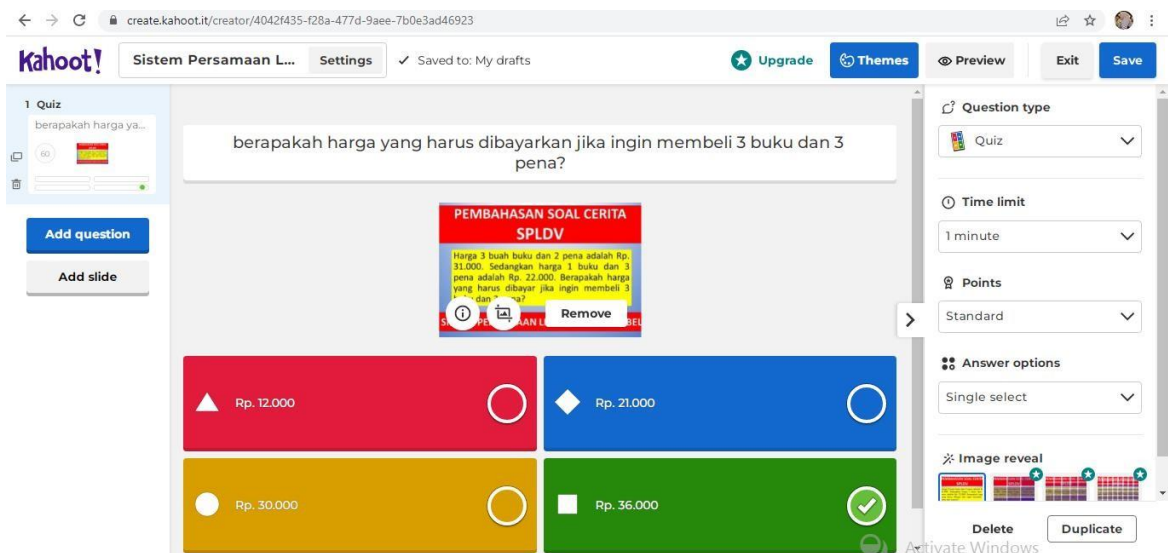 create.kahoot.it/creator/4042f435-f28a-477d-9aee-7b0e3ad46923
Kahoot!
Sistem Persamaan L...
Settings
Saved to: My drafts
Upgrade
Themes
Preview
Exit
Save
1 Quiz
berapakah harga ya...
60
Add question
Add slide
berapakah harga yang harus dibayarkan jika ingin membeli 3 buku dan 3
pena?
PEMBAHASAN SOAL CERITA
SPLDV
Harga 3 buah buku dan 2 pena adalah Rp.
31.000. Sedangkan harga 1 buku dan 3
pena adalah Rp. 22.000. Berapakah harga
yang harus dibayar jika ingin membeli 3
dan
Remove
Rp. 12.000
Rp. 21.000
Rp. 30.000
Rp. 36.000
Question type
Quiz
Time limit
1 minute
Points
Standard
Answer options
Single select
Image reveal
Delete
Duplicate
Activate Windows